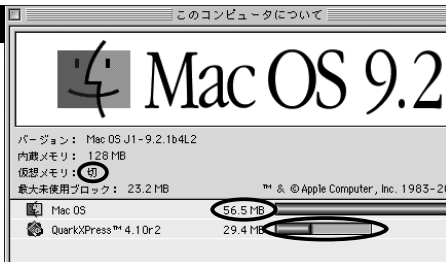 このコンピュータについて
Mac OS 9.2
バージョン： Mac OS J1-9.2.1b4L2
内蔵メモリ： 128 MB
仮想メモリ： 切
最大未使用ブロック： 23.2 MB ™ & © Apple Computer, Inc. 1983-20
Mac OS 56.5 MB
QuarkXPress™ 4.10r2 29.4 MB